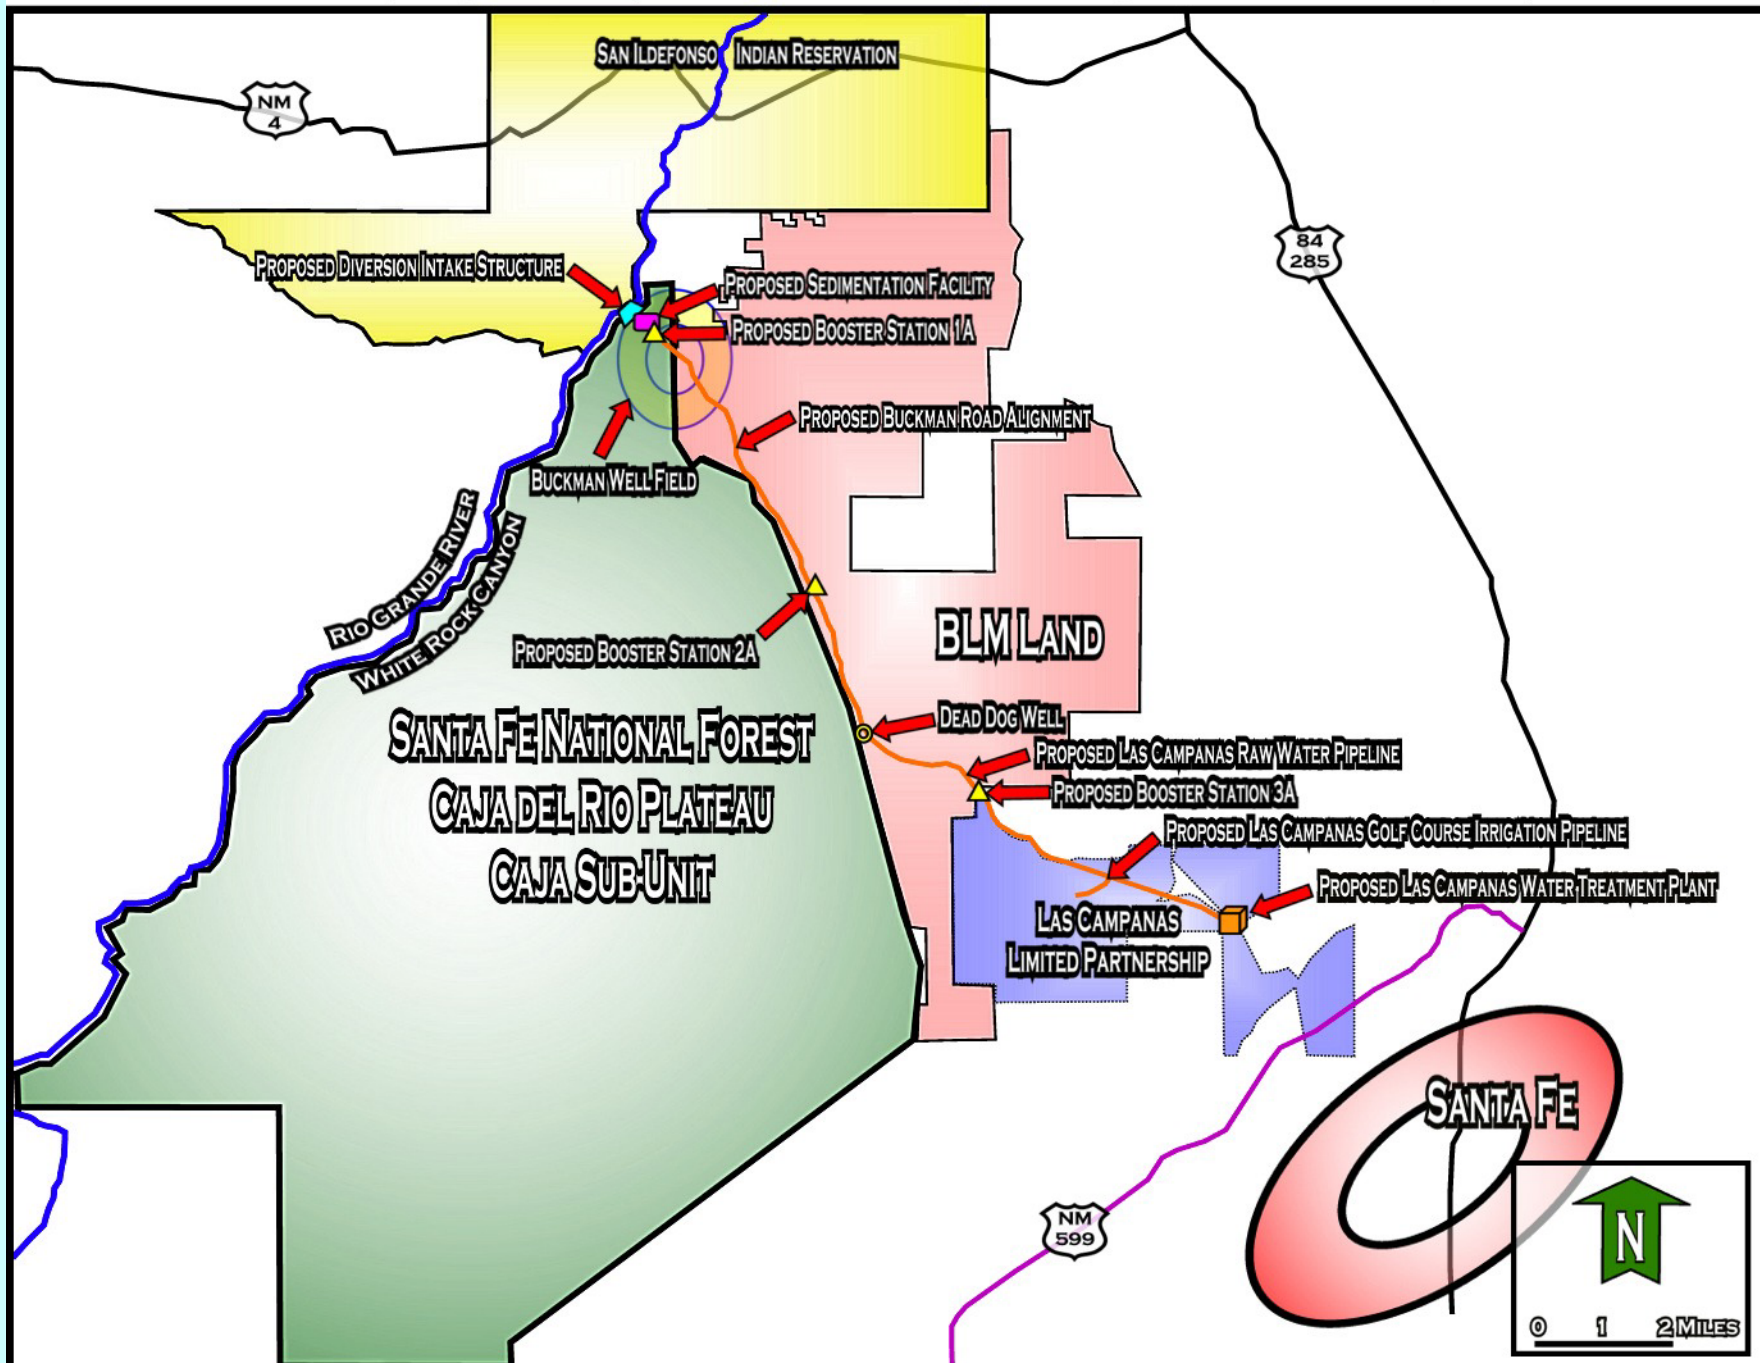 San Ildefonso Indian Reservation
NM
4
84
285
Proposed Diversion Intake Structure
Proposed Sedimentation Facility
Proposed Booster Station 1A
Proposed Buckman Road Alignment
Buckman Well Field
Rio Grande River
White Rock Canyon
Proposed Booster Station 2A
BLM Land
Santa Fe National Forest
Caja del Rio Plateau
Caja Sub-Unit
Dead Dog Well
Proposed Las Campanas Raw Water Pipeline
Proposed Booster Station 3A
Proposed Las Campanas Golf Course Irrigation Pipeline
Proposed Las Campanas Water Treatment Plant
Las Campanas
Limited Partnership
Santa Fe
NM
599
N
0 1 2 Miles